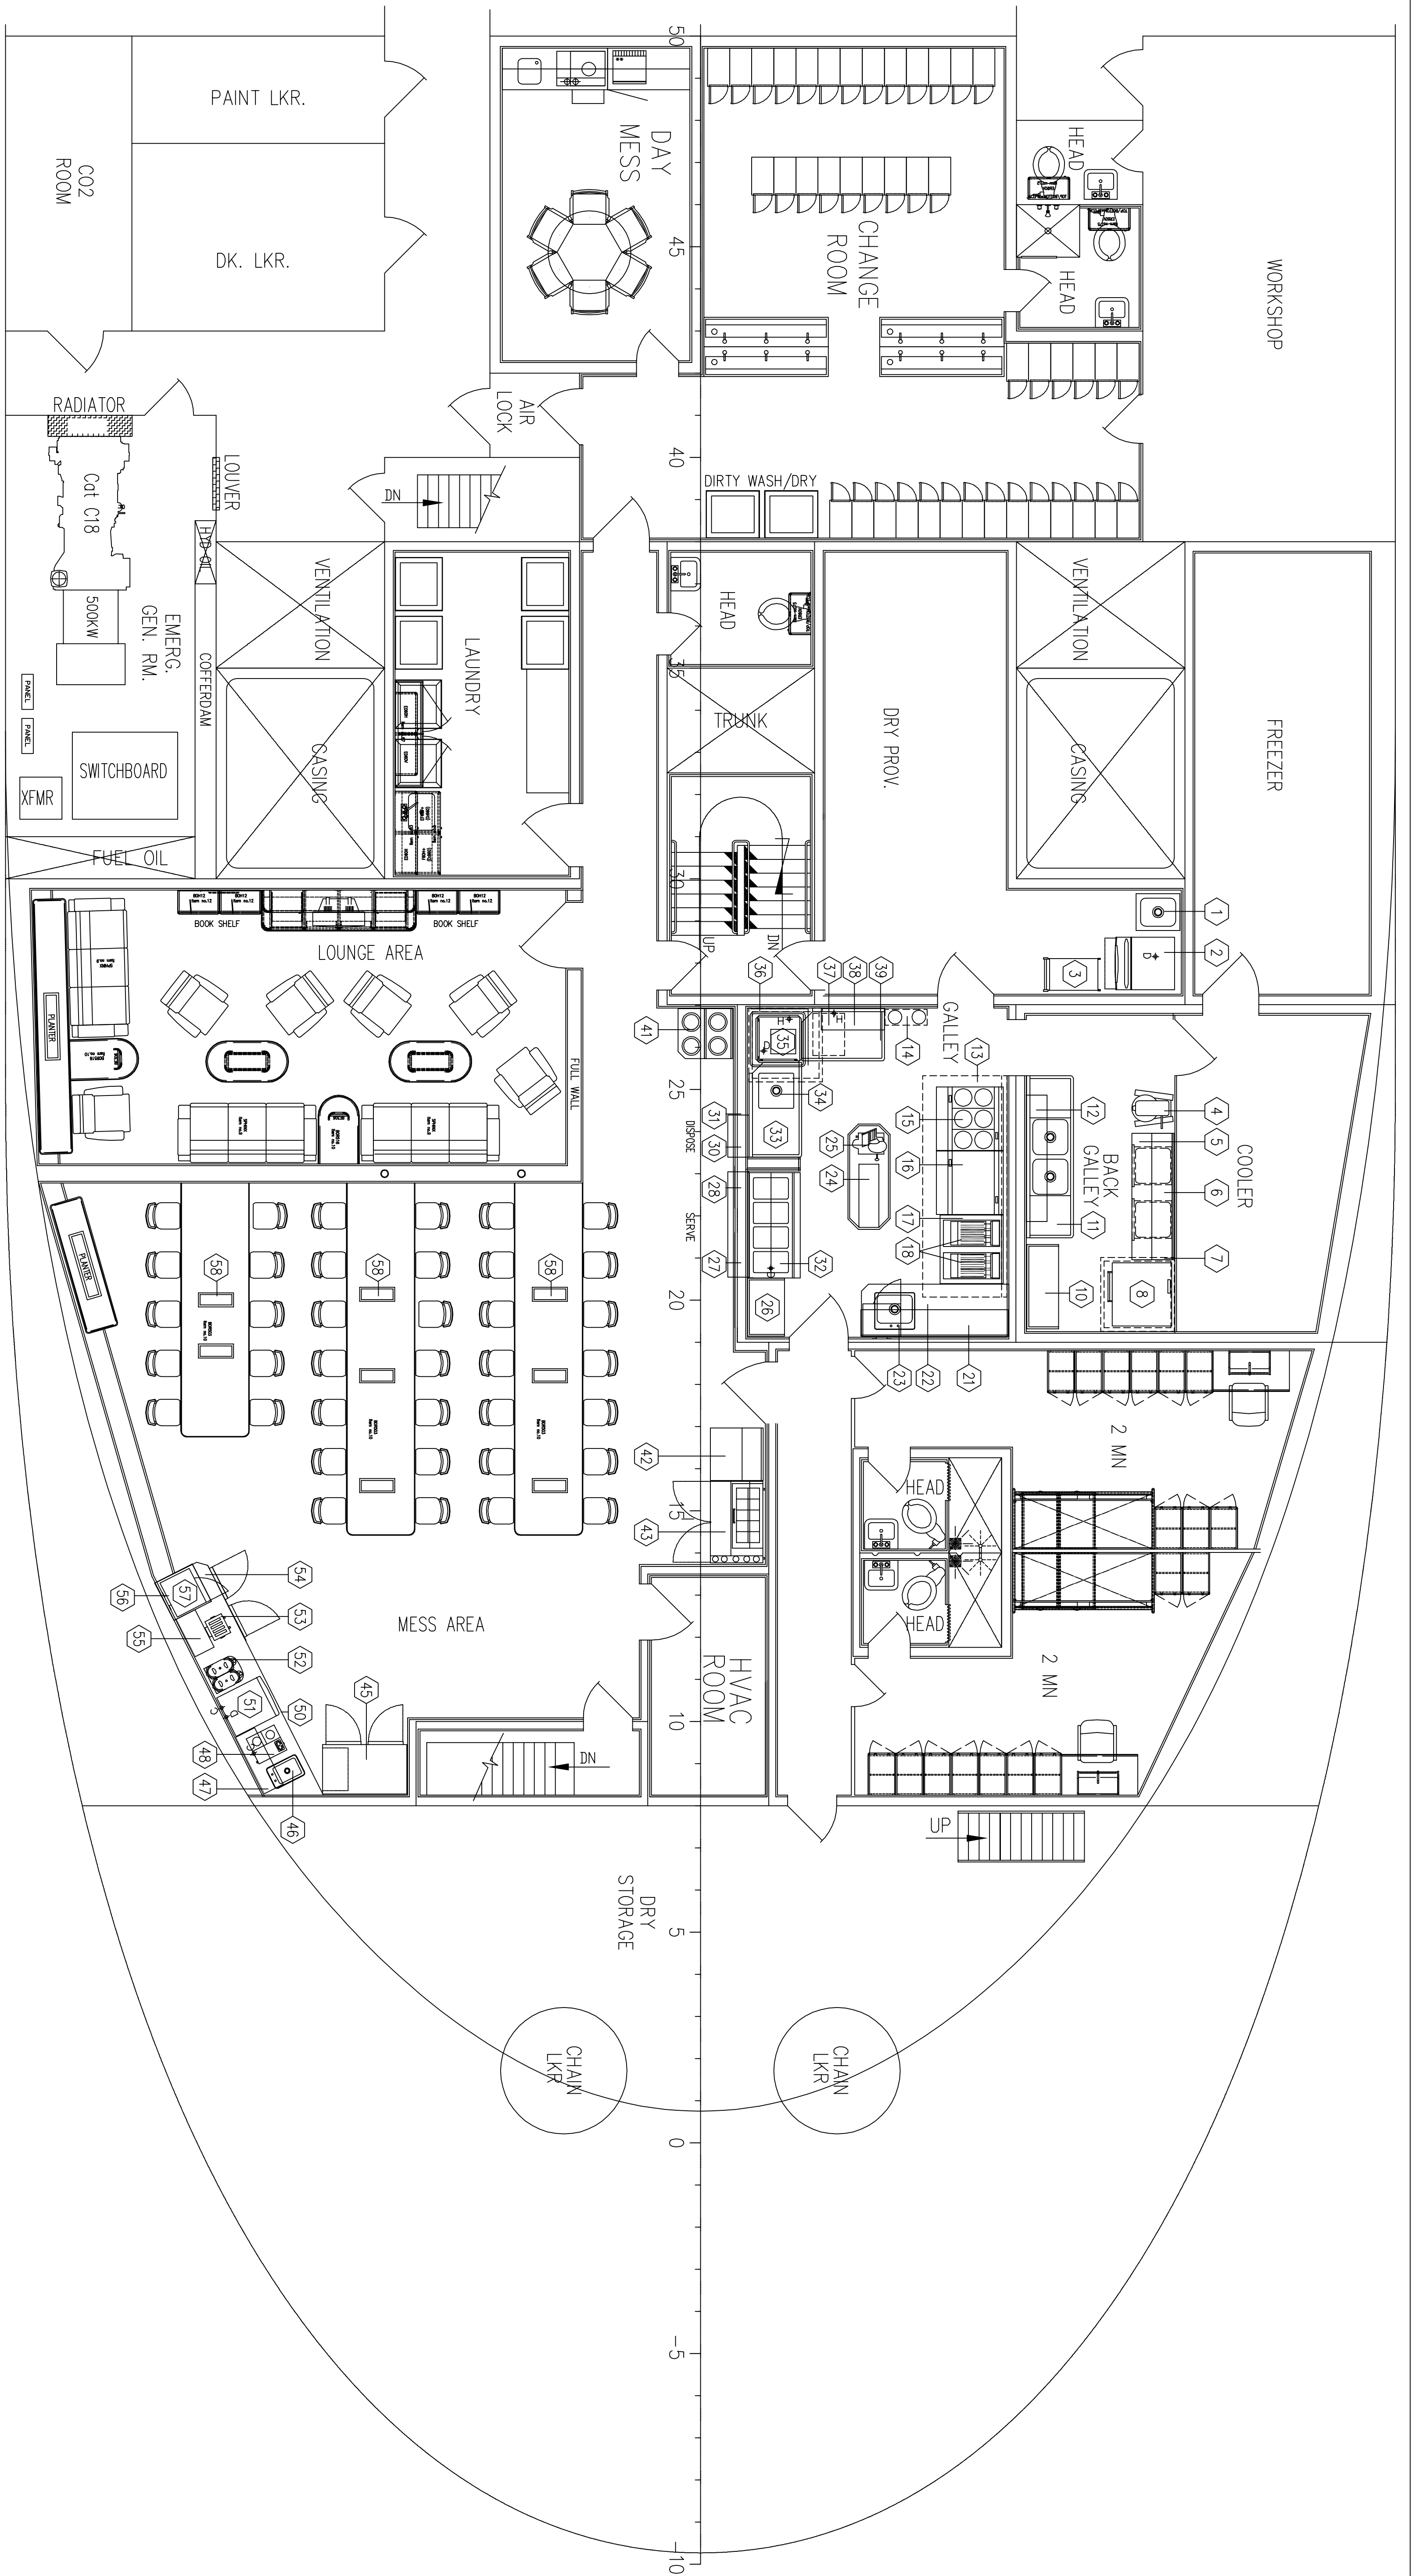 50
45
40
35
30
25
20
15
10
5
0
-5
-10
PAINT LKR.
CO2
ROOM
DK. LKR.
DAY
MESS
CHANGE
ROOM
HEAD
HEAD
WORKSHOP
RADIATOR
Cat C18
500KW
LOUVER
HYD OIL
AIR
LOCK
DN
DIRTY WASH/DRY
EMERG.
GEN. RM.
COFFERDAM
VENTILATION
CASING
LAUNDRY
HEAD
TRUNK
DRY PROV.
VENTILATION
CASING
FREEZER
PANEL
PANEL
SWITCHBOARD
XFMR
FUEL OIL
UP
DN
BOOK SHELF
BOOK SHELF
LOUNGE AREA
FULL WALL
PLANTER
PLANTER
GALLEY
BACK
GALLEY
COOLER
DISPOSE
SERVE
1
2
3
4
5
6
7
8
10
11
12
13
14
15
16
17
18
21
22
23
24
25
26
27
28
30
31
32
33
34
35
36
37
38
39
41
42
43
45
46
47
48
50
51
52
53
54
55
56
57
58
58
58
2 MN
HEAD
HEAD
2 MN
MESS AREA
HVAC
ROOM
DN
UP
DRY
STORAGE
CHAIN
LKR
CHAIN
LKR